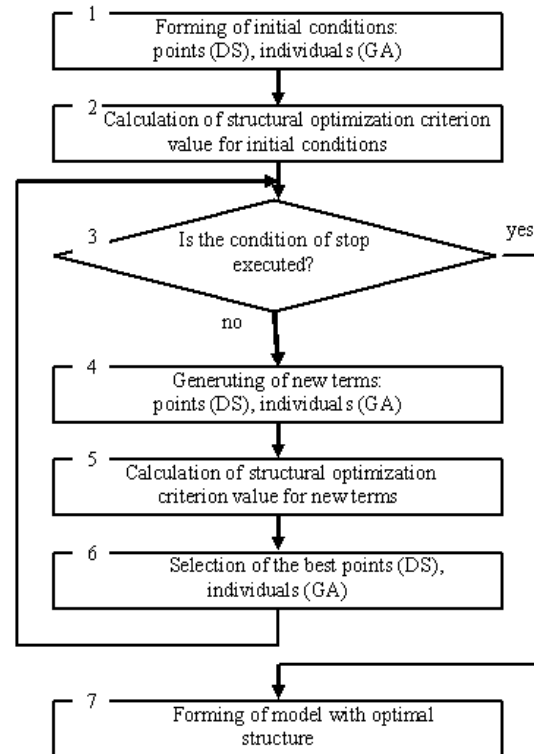 1
Forming of initial conditions:
points (DS), individuals (GA)
2
Calculation of structural optimization criterion
value for initial conditions
3
Is the condition of stop
executed?
yes
no
4
Generuting of new terms:
points (DS), individuals (GA)
5
Calculation of structural optimization
criterion value for new terms
6
Selection of the best points (DS),
individuals (GA)
7
Forming of model with optimal
structure